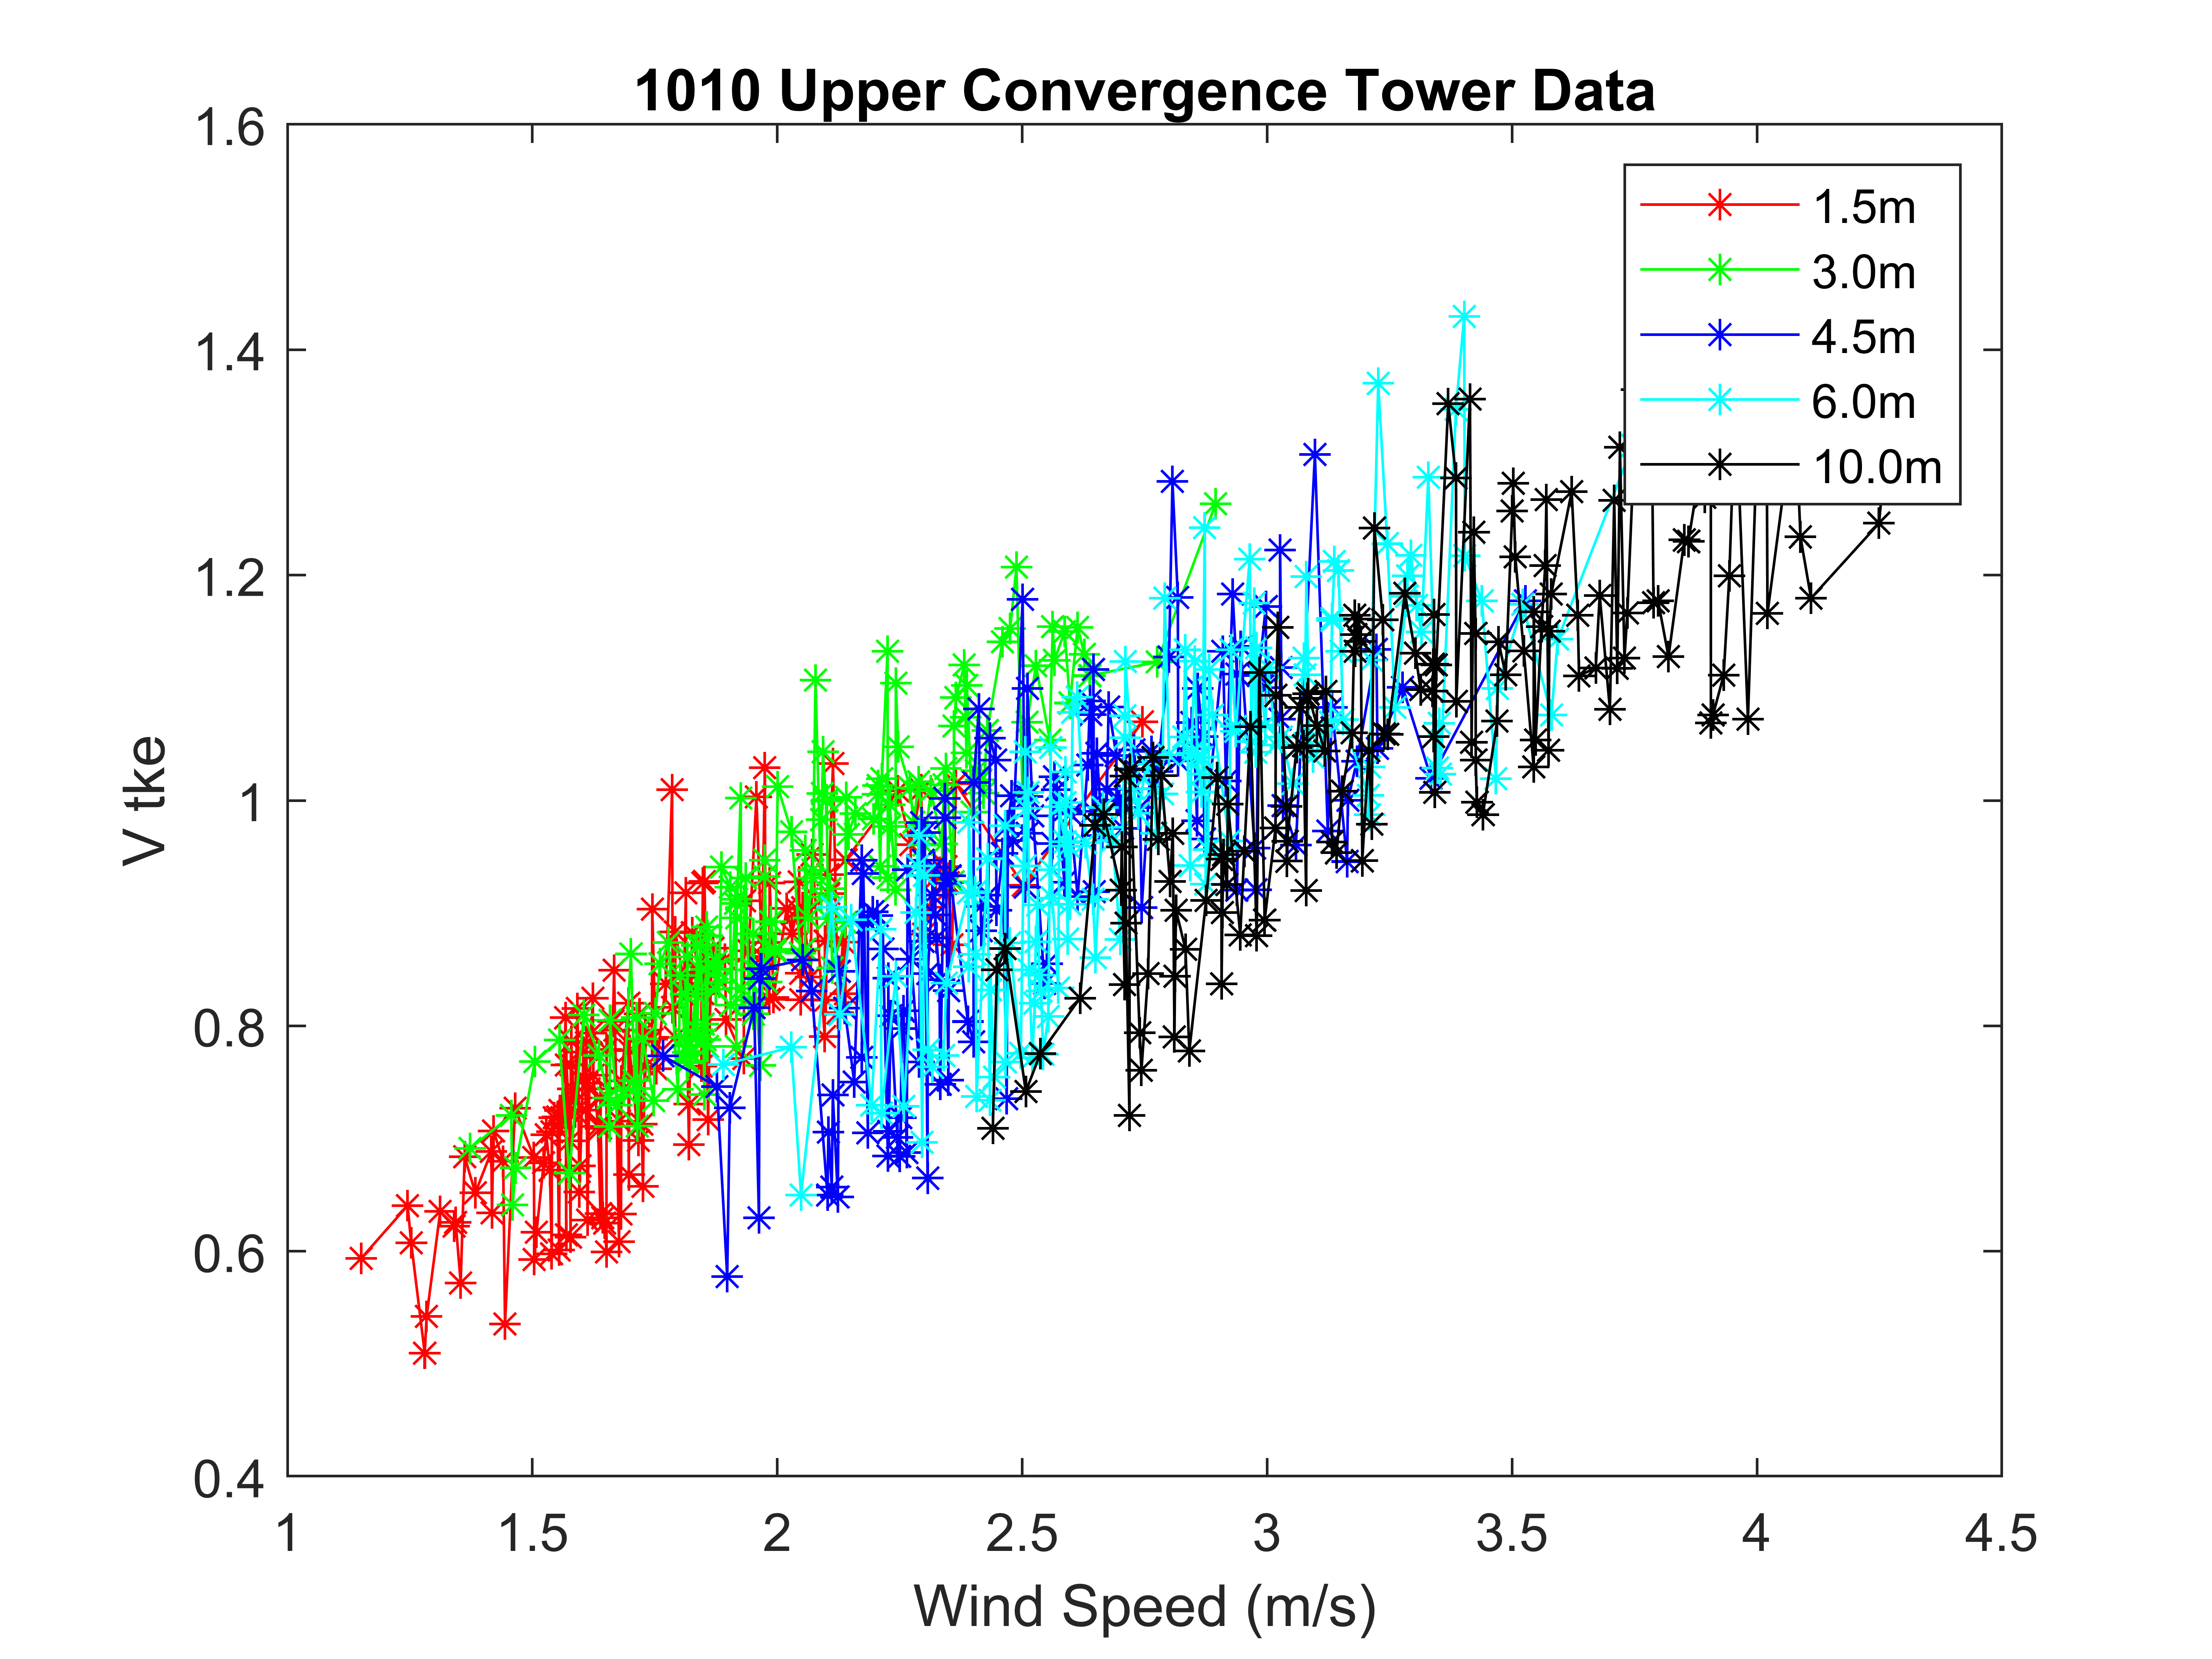 1010 Upper Convergence Tower Data
1.6
1.4
1.2
1
0.8
0.6
0.4
V tke
1.5m
3.0m
4.5m
6.0m
10.0m
1 1.5 2 2.5 3 3.5 4 4.5
Wind Speed (m/s)